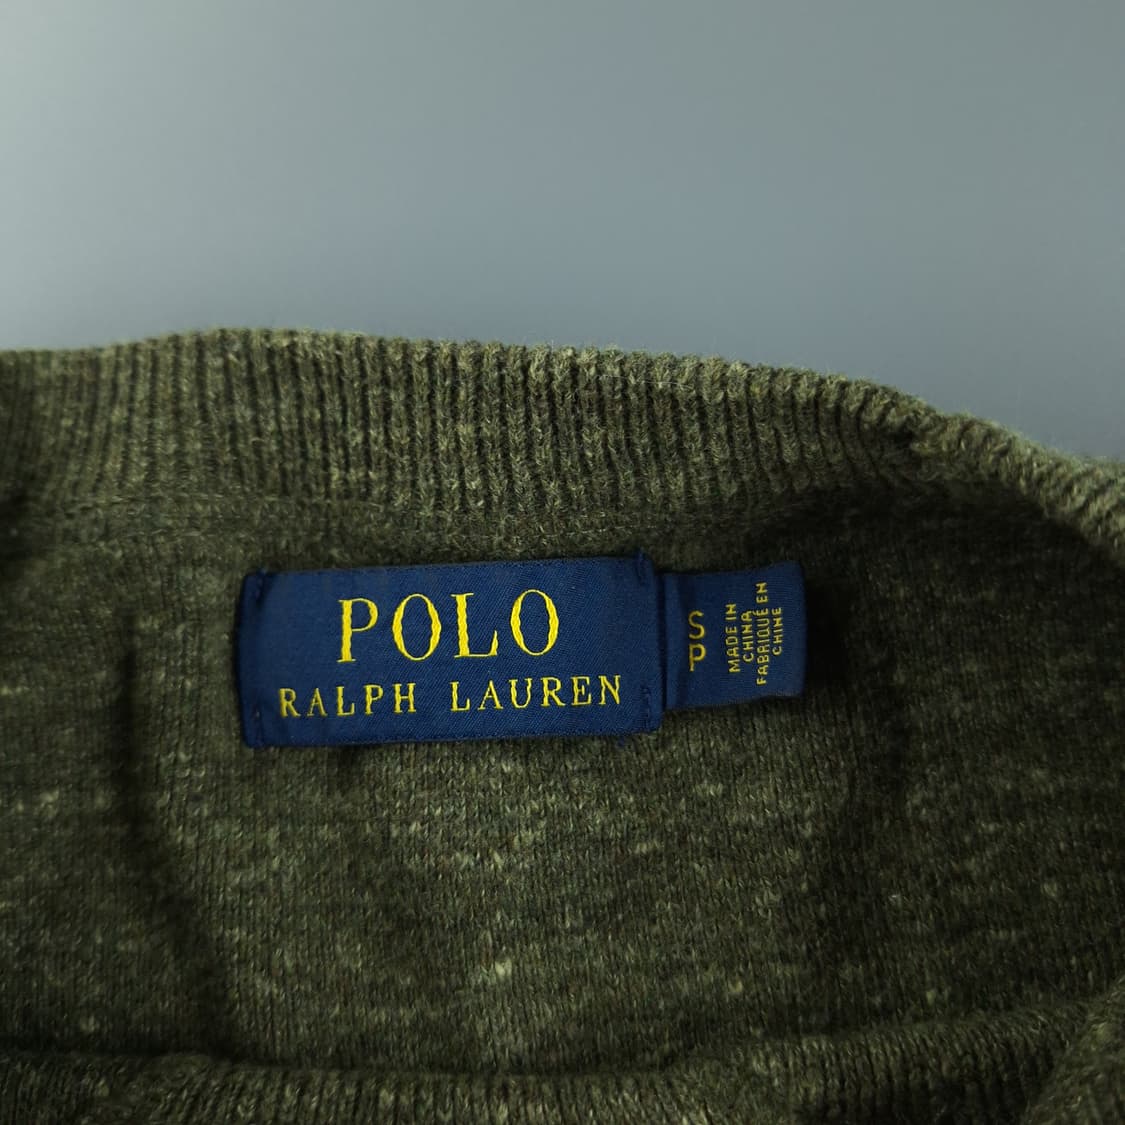 POLO
RALPH LAUREN
S
P
MADE IN
CHINA
FABRIQUÉ EN
CHINE